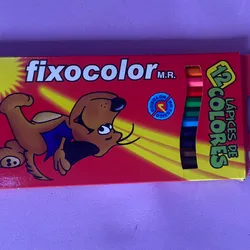 fixocolor M.R.
12 LÁPICES DE
COLORES